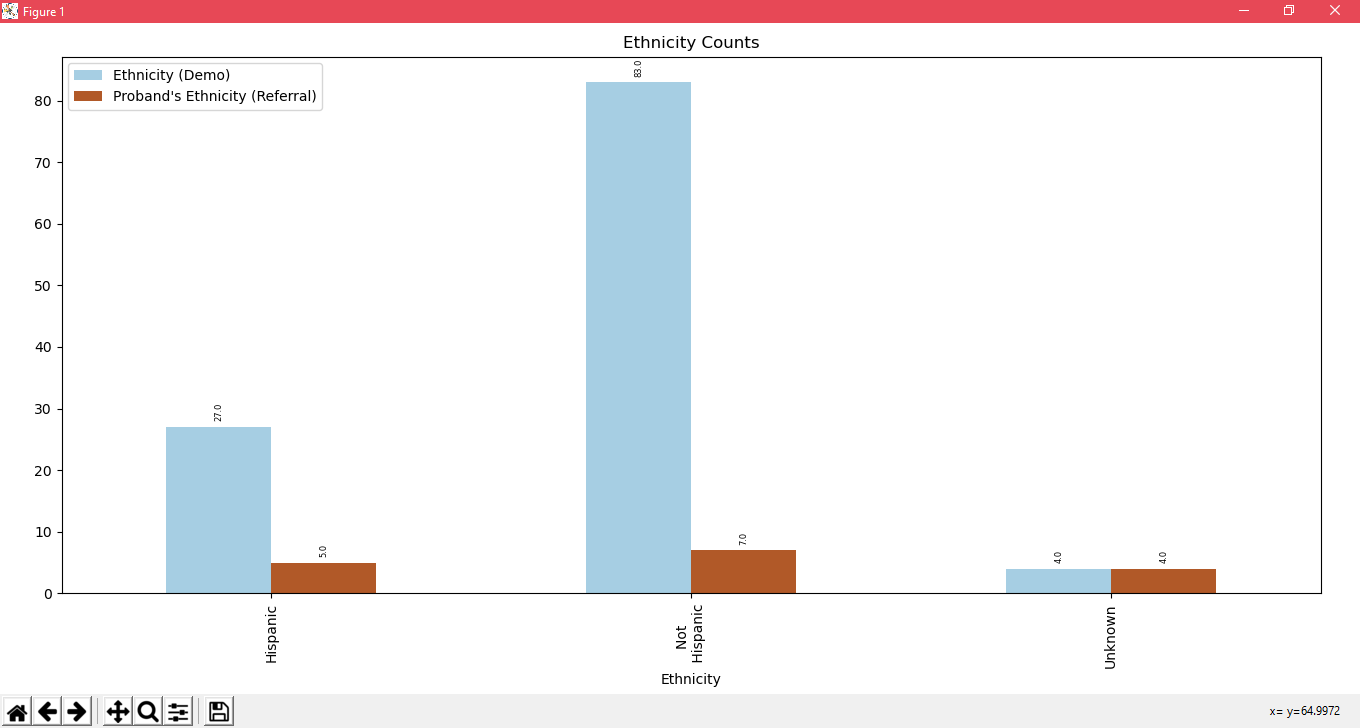 Figure 1
Ethnicity Counts
Ethnicity (Demo)
Proband's Ethnicity (Referral)
80
70
60
50
40
30
20
10
0
27.0
5.0
83.0
7.0
4.0
4.0
Hispanic
Not
Hispanic
Unknown
Ethnicity
x= y=64.9972